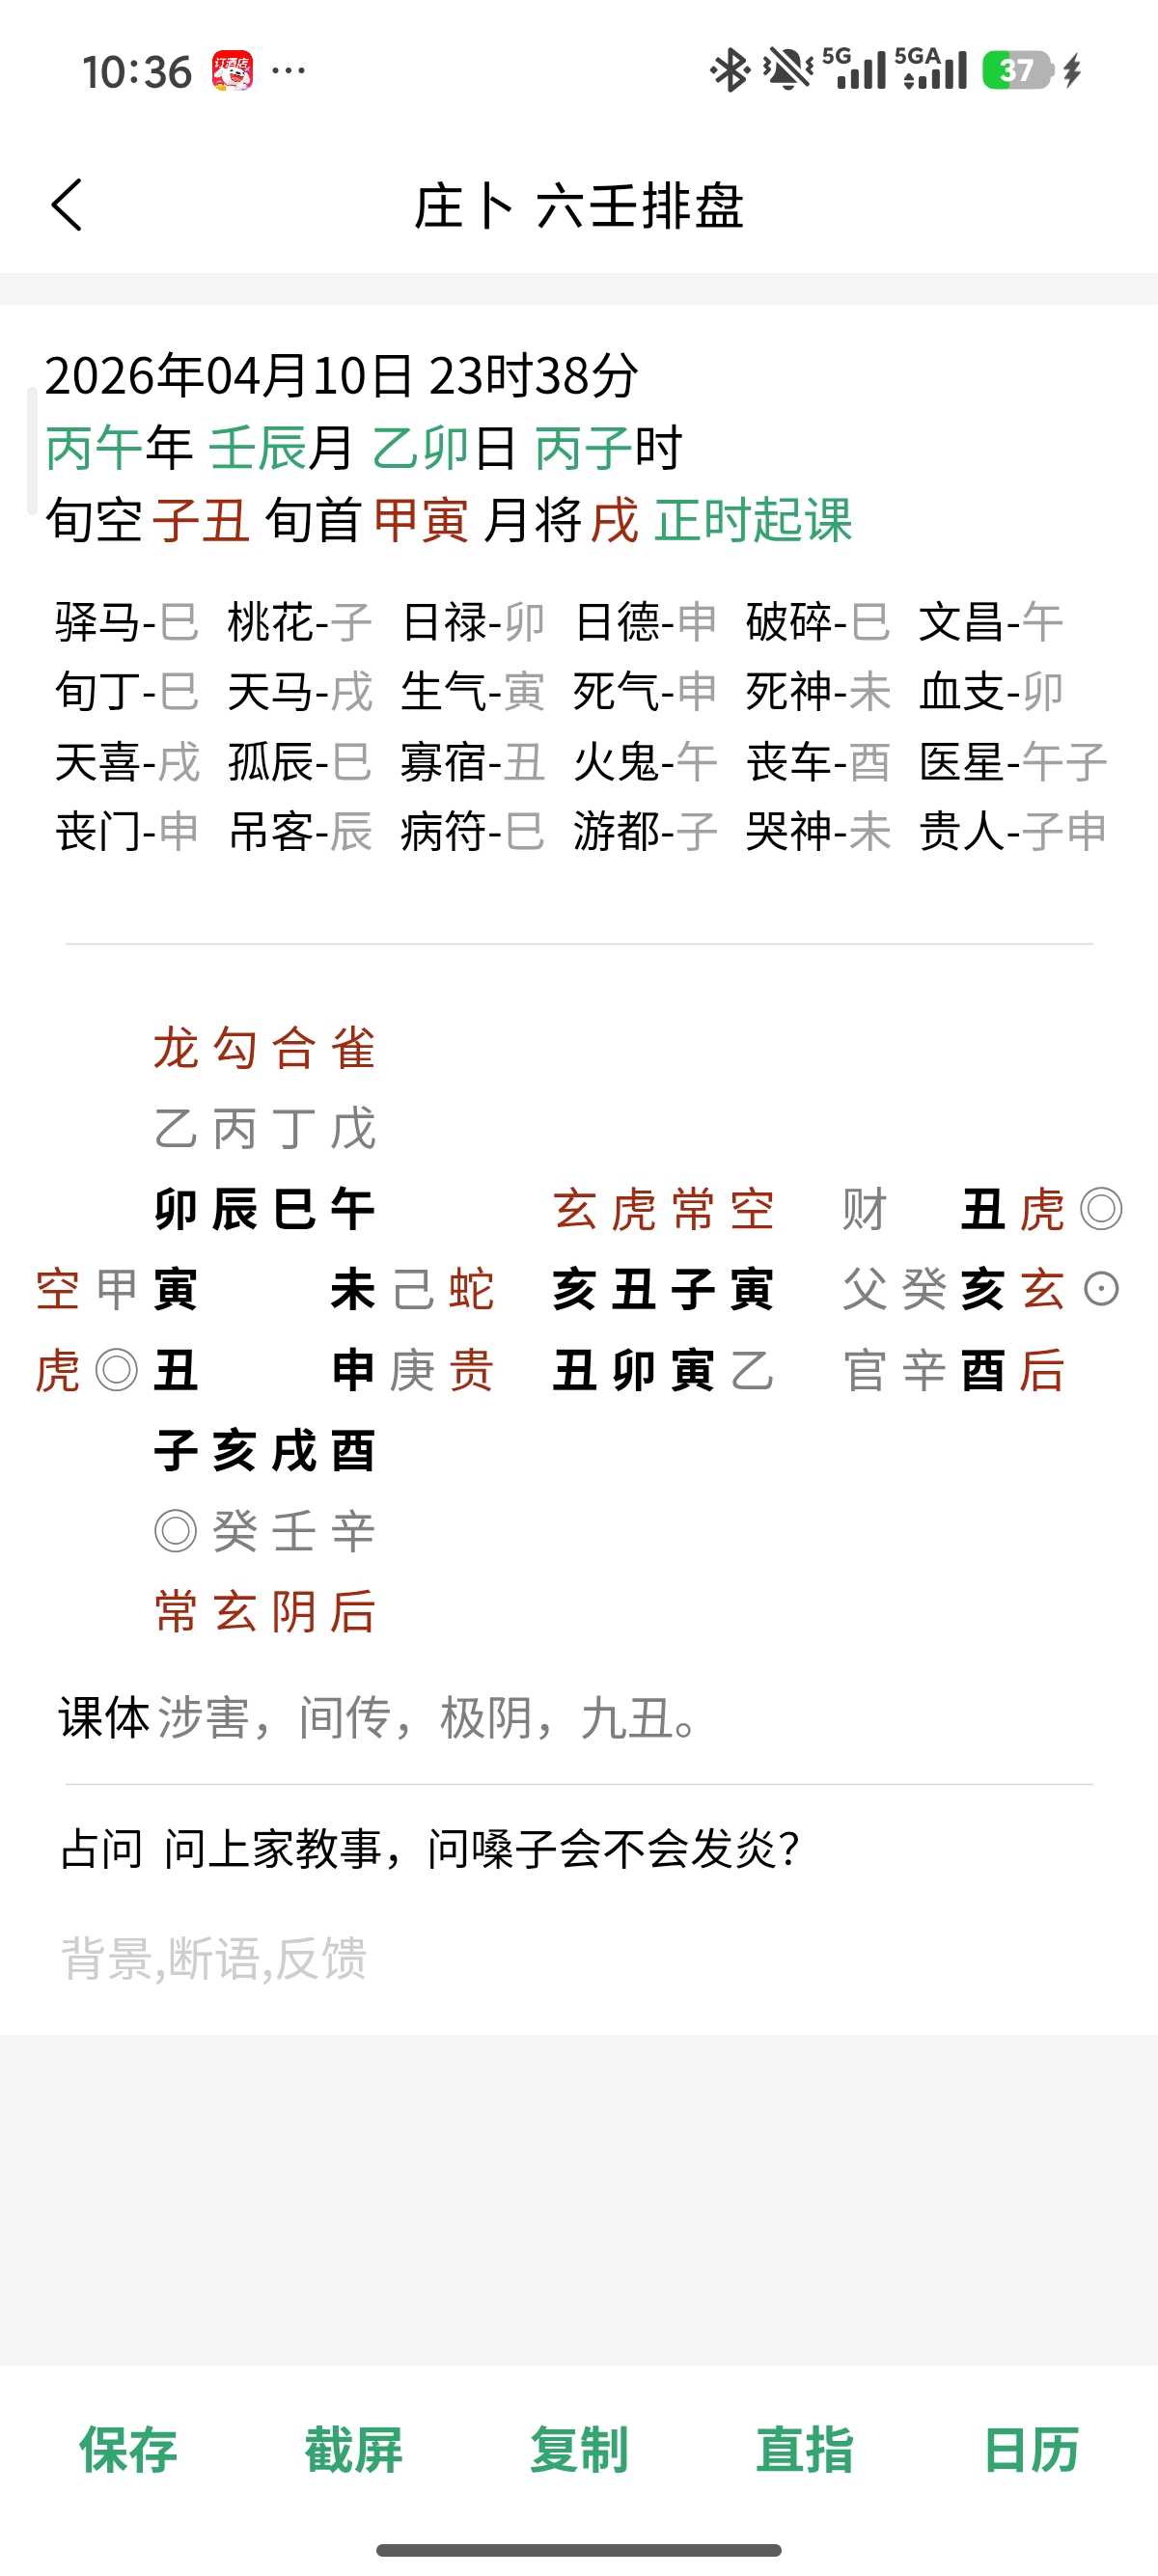 10:36 订酒店 ··· 5G 5GA 37
庄卜 六壬排盘
2026年04月10日 23时38分
丙午年 壬辰月 乙卯日 丙子时
旬空 子丑 旬首 甲寅 月将 戌 正时起课
驿马-巳 桃花-子 日禄-卯 日德-申 破碎-巳 文昌-午
旬丁-巳 天马-戌 生气-寅 死气-申 死神-未 血支-卯
天喜-戌 孤辰-巳 寡宿-丑 火鬼-午 丧车-酉 医星-午子
丧门-申 吊客-辰 病符-巳 游都-子 哭神-未 贵人-子申
龙 勾 合 雀
乙 丙 丁 戊
卯 辰 巳 午 玄 虎 常 空 财 丑 虎 ◎
空 甲 寅 未 己 蛇 亥 丑 子 寅 父 癸 亥 玄 ⊙
虎 ◎ 丑 申 庚 贵 丑 卯 寅 乙 官 辛 酉 后
子 亥 戌 酉
◎ 癸 壬 辛
常 玄 阴 后
课体 涉害，间传，极阴，九丑。
占问 问上家教事，问嗓子会不会发炎？
背景,断语,反馈
保存 截屏 复制 直指 日历